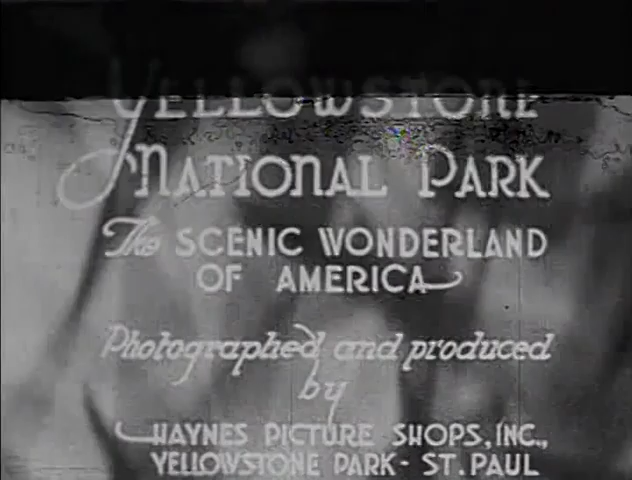 YELLOWSTONE
NATIONAL PARK
The SCENIC WONDERLAND
OF AMERICA
Photographed and produced
by
HAYNES PICTURE SHOPS, INC.,
YELLOWSTONE PARK - ST. PAUL